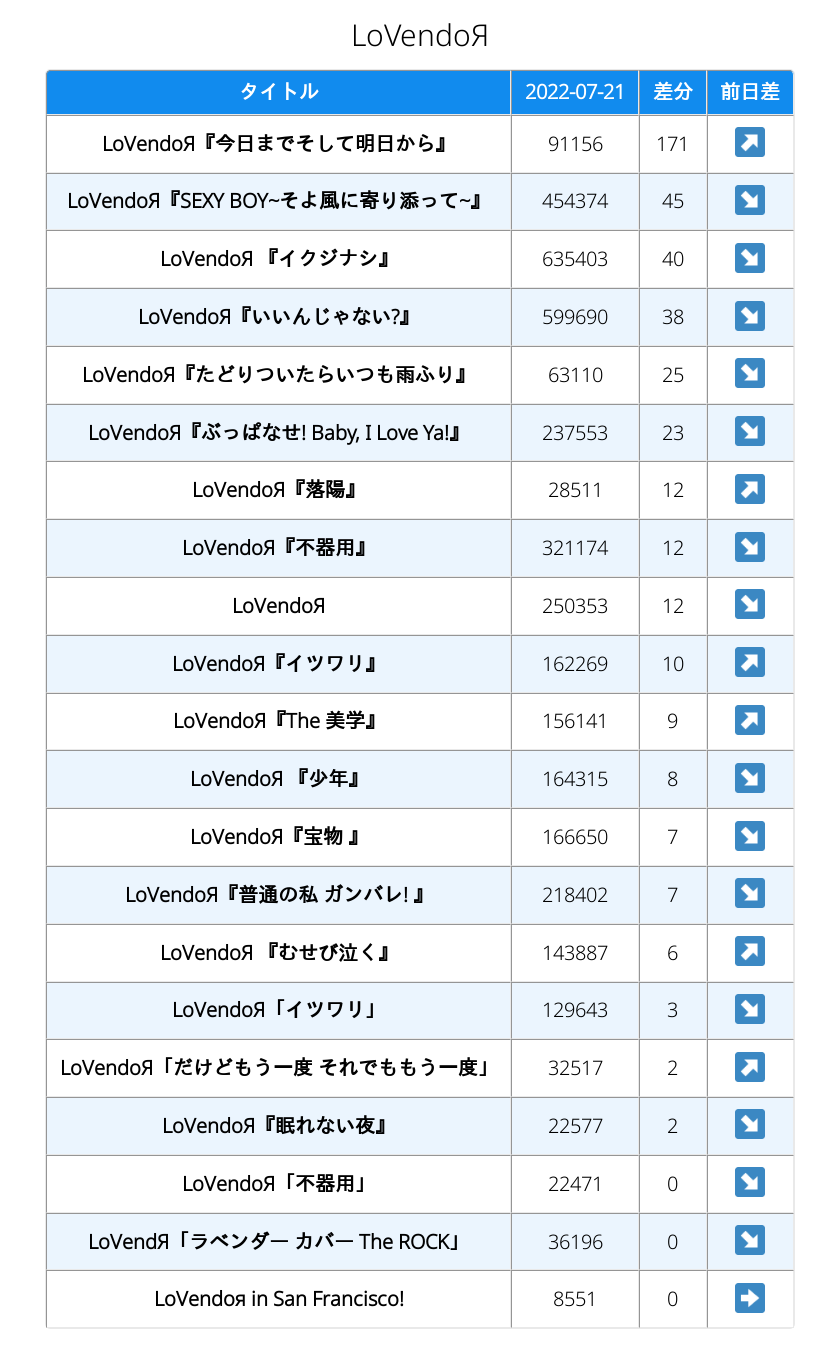 LoVendoЯ
タイトル 2022-07-21 差分 前日差
LoVendoЯ『今日までそして明日から』 91156 171 ↗
LoVendoЯ『SEXY BOY~そよ風に寄り添って~』 454374 45 ↘
LoVendoЯ 『イクジナシ』 635403 40 ↘
LoVendoЯ『いいんじゃない?』 599690 38 ↘
LoVendoЯ『たどりついたらいつも雨ふり』 63110 25 ↘
LoVendoЯ『ぶっぱなせ! Baby, I Love Ya!』 237553 23 ↘
LoVendoЯ『落陽』 28511 12 ↗
LoVendoЯ『不器用』 321174 12 ↘
LoVendoЯ 250353 12 ↘
LoVendoЯ『イツワリ』 162269 10 ↗
LoVendoЯ『The 美学』 156141 9 ↗
LoVendoЯ 『少年』 164315 8 ↘
LoVendoЯ『宝物 』 166650 7 ↘
LoVendoЯ『普通の私 ガンバレ! 』 218402 7 ↘
LoVendoЯ 『むせび泣く』 143887 6 ↗
LoVendoЯ「イツワリ」 129643 3 ↘
LoVendoЯ「だけどもう一度 それでももう一度」 32517 2 ↗
LoVendoЯ『眠れない夜』 22577 2 ↘
LoVendoЯ「不器用」 22471 0 ↘
LoVendЯ「ラベンダー カバー The ROCK」 36196 0 ↘
LoVendoя in San Francisco! 8551 0 ➡